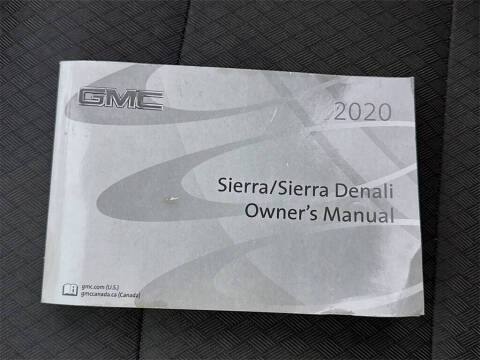 GMC
2020
Sierra/Sierra Denali
Owner's Manual
gmc.com (U.S.)
gmccanada.ca (Canada)